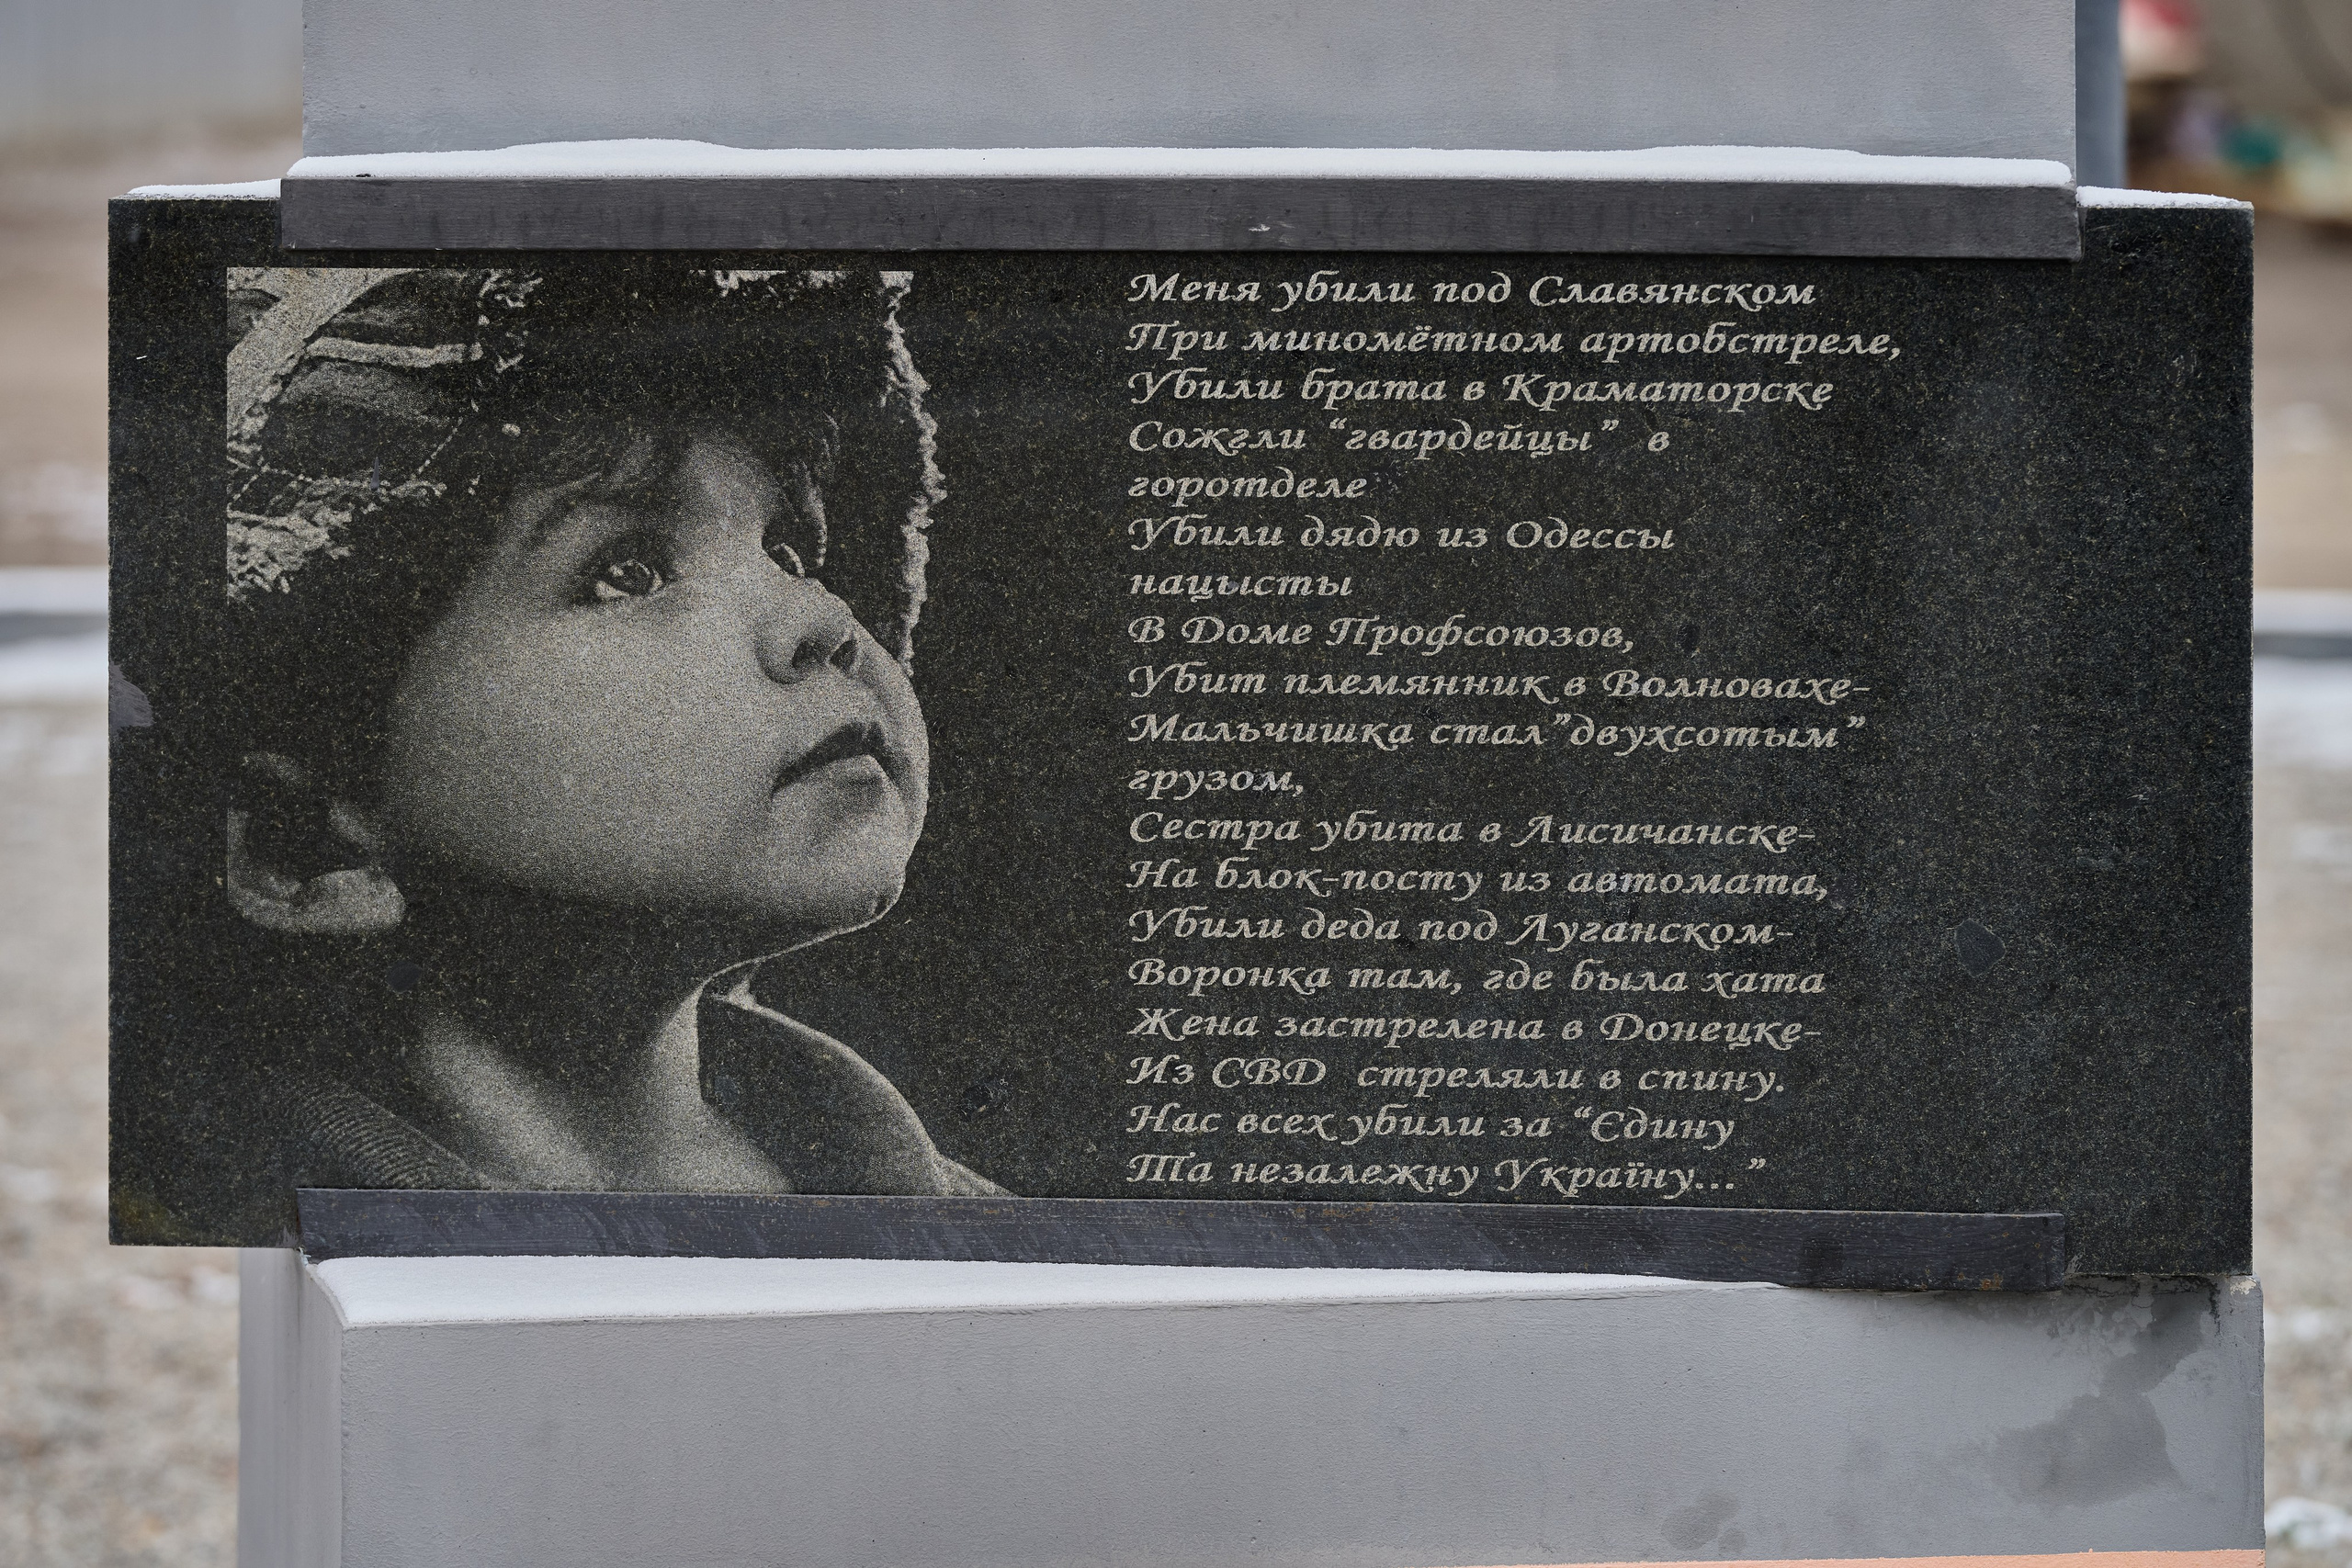 Меня убили под Славянском
При миномётном артобстреле,
Убили брата в Краматорске
Сожгли “гвардейцы” в
горотделе
Убили дядю из Одессы
нацысты
В Доме Профсоюзов,
Убит племянник в Волновахе-
Мальчишка стал”двухсотым”
грузом,
Сестра убита в Лисичанске-
На блок-посту из автомата,
Убили деда под Луганском-
Воронка там, где была хата
Жена застрелена в Донецке-
Из СВД стреляли в спину.
Нас всех убили за “Єдину
Та незалежну Україну...”